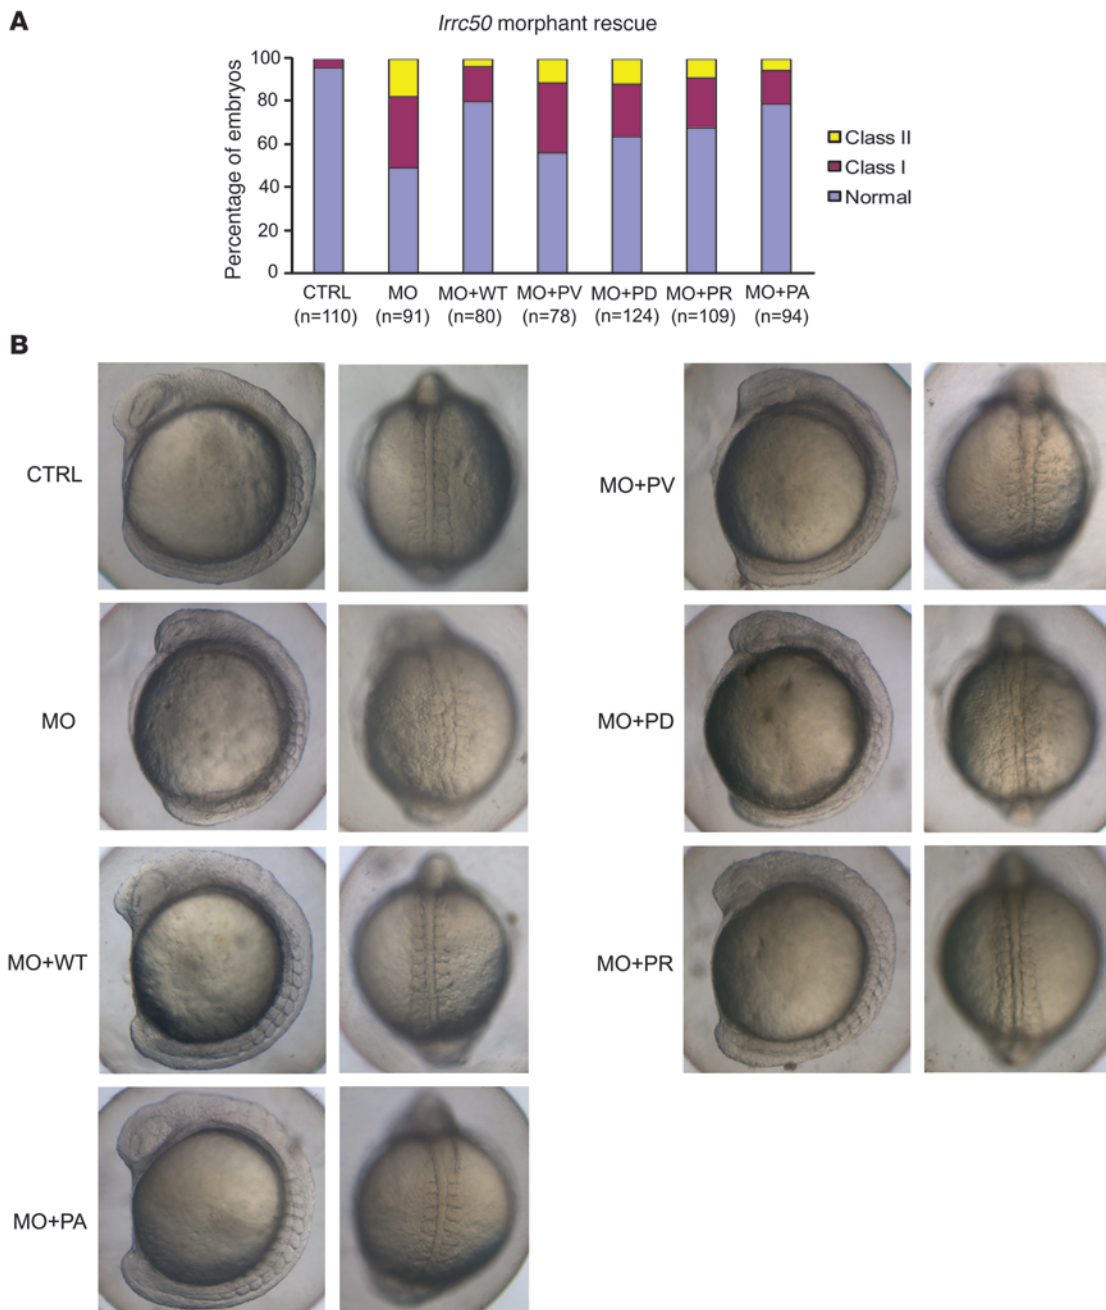 A
lrrc50 morphant rescue
Percentage of embryos
100
80
60
40
20
0
CTRL MO MO+WT MO+PV MO+PD MO+PR MO+PA
(n=110) (n=91) (n=80) (n=78) (n=124) (n=109) (n=94)
Class II
Class I
Normal
B
CTRL
MO+PV
MO
MO+PD
MO+WT
MO+PR
MO+PA